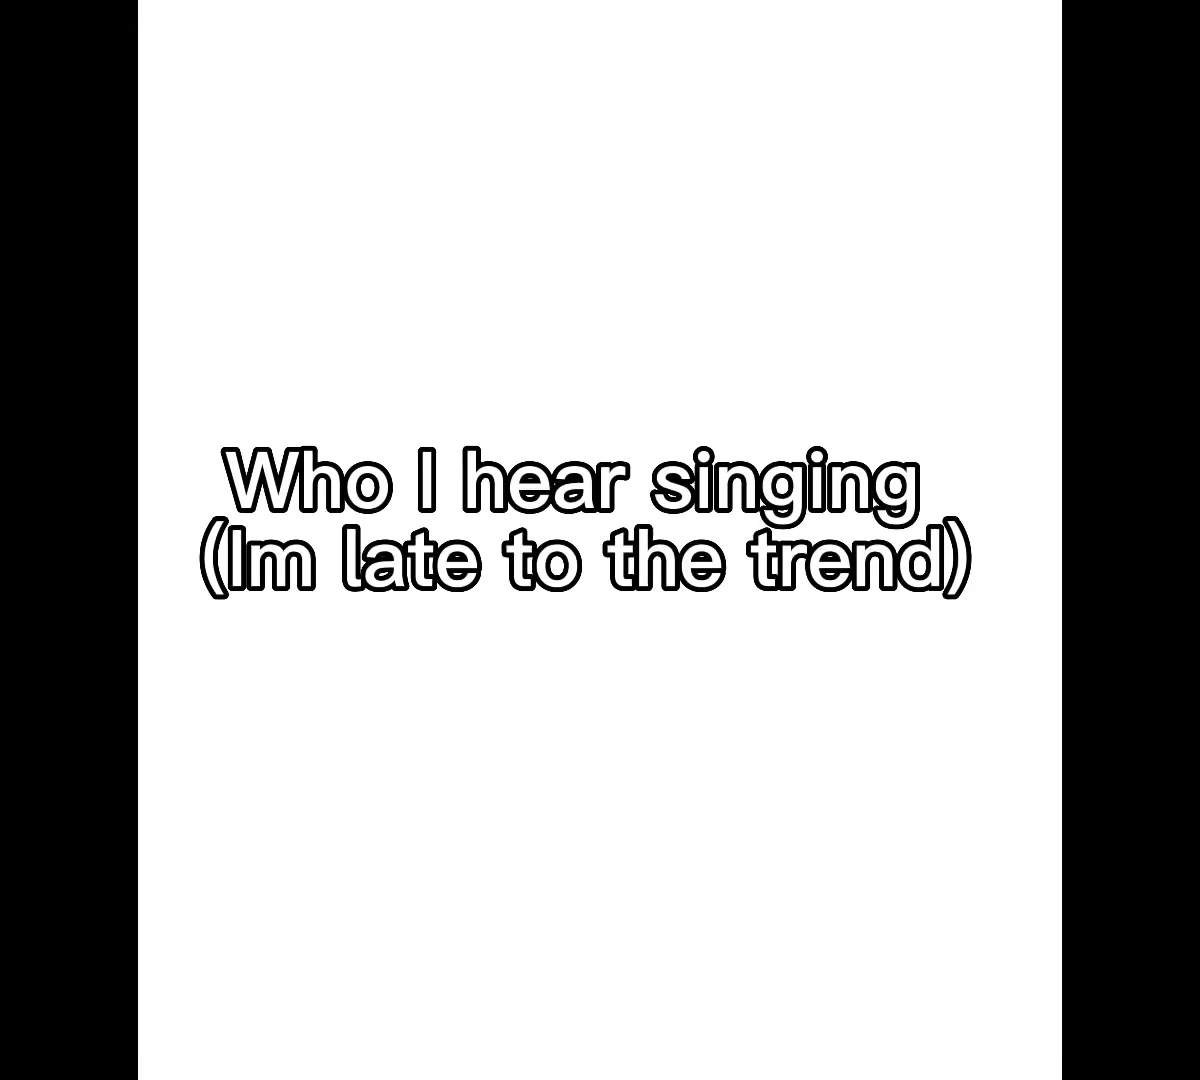 Who I hear singing
(Im late to the trend)